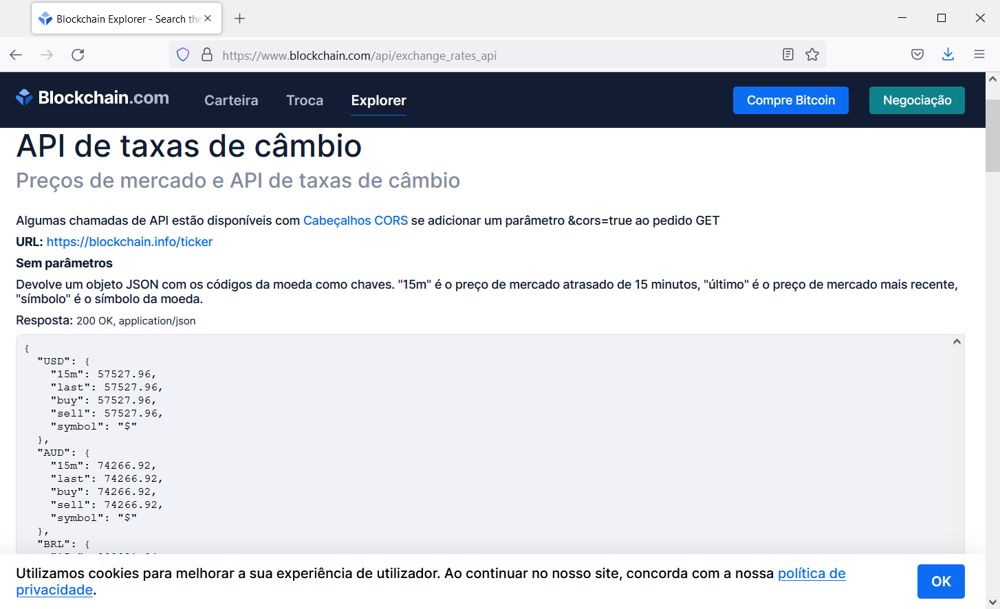 Blockchain Explorer - Search the
https://www.blockchain.com/api/exchange_rates_api
Blockchain.com Carteira Troca Explorer Compre Bitcoin Negociação
API de taxas de câmbio
Preços de mercado e API de taxas de câmbio
Algumas chamadas de API estão disponíveis com Cabeçalhos CORS se adicionar um parâmetro &cors=true ao pedido GET
URL: https://blockchain.info/ticker
Sem parâmetros
Devolve um objeto JSON com os códigos da moeda como chaves. "15m" é o preço de mercado atrasado de 15 minutos, "último" é o preço de mercado mais recente,
"símbolo" é o símbolo da moeda.
Resposta: 200 OK, application/json
{
"USD": {
"15m": 57527.96,
"last": 57527.96,
"buy": 57527.96,
"sell": 57527.96,
"symbol": "$"
},
"AUD": {
"15m": 74266.92,
"last": 74266.92,
"buy": 74266.92,
"sell": 74266.92,
"symbol": "$"
},
"BRL": {
Utilizamos cookies para melhorar a sua experiência de utilizador. Ao continuar no nosso site, concorda com a nossa política de
privacidade.
OK